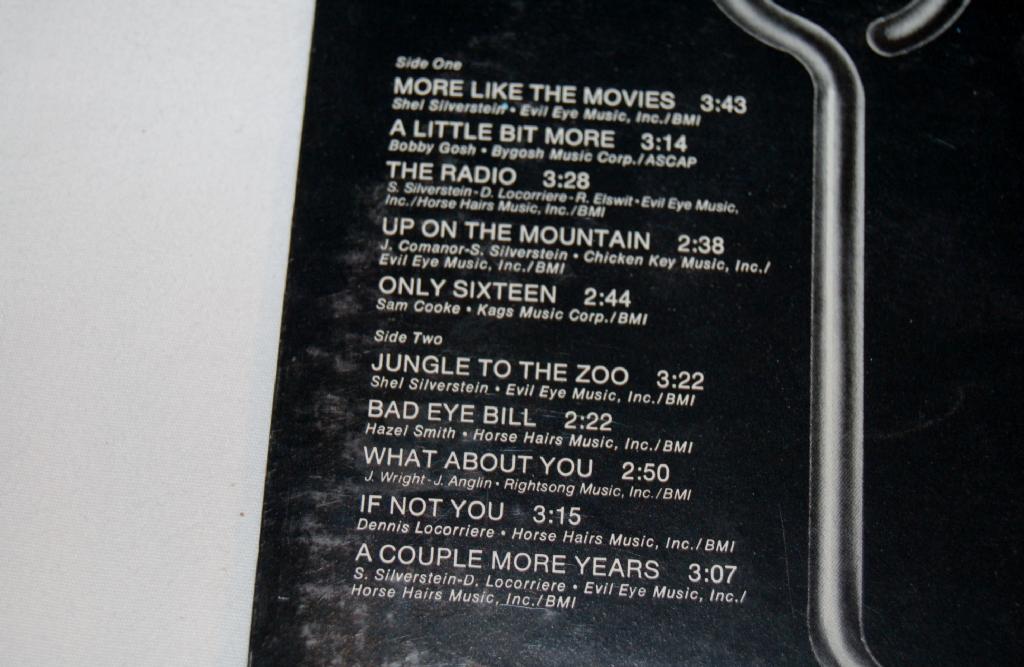 Side One
MORE LIKE THE MOVIES 3:43
Shel Silverstein • Evil Eye Music, Inc./BMI
A LITTLE BIT MORE 3:14
Bobby Gosh • Bygosh Music Corp./ASCAP
THE RADIO 3:28
S. Silverstein-D. Locorriere-R. Elswit • Evil Eye Music,
Inc./Horse Hairs Music, Inc./BMI
UP ON THE MOUNTAIN 2:38
J. Comanor-S. Silverstein • Chicken Key Music, Inc./
Evil Eye Music, Inc./BMI
ONLY SIXTEEN 2:44
Sam Cooke • Kags Music Corp./BMI
Side Two
JUNGLE TO THE ZOO 3:22
Shel Silverstein • Evil Eye Music, Inc./BMI
BAD EYE BILL 2:22
Hazel Smith • Horse Hairs Music, Inc./BMI
WHAT ABOUT YOU 2:50
J. Wright-J. Anglin • Rightsong Music, Inc./BMI
IF NOT YOU 3:15
Dennis Locorriere • Horse Hairs Music, Inc./BMI
A COUPLE MORE YEARS 3:07
S. Silverstein-D. Locorriere • Evil Eye Music, Inc./
Horse Hairs Music, Inc./BMI